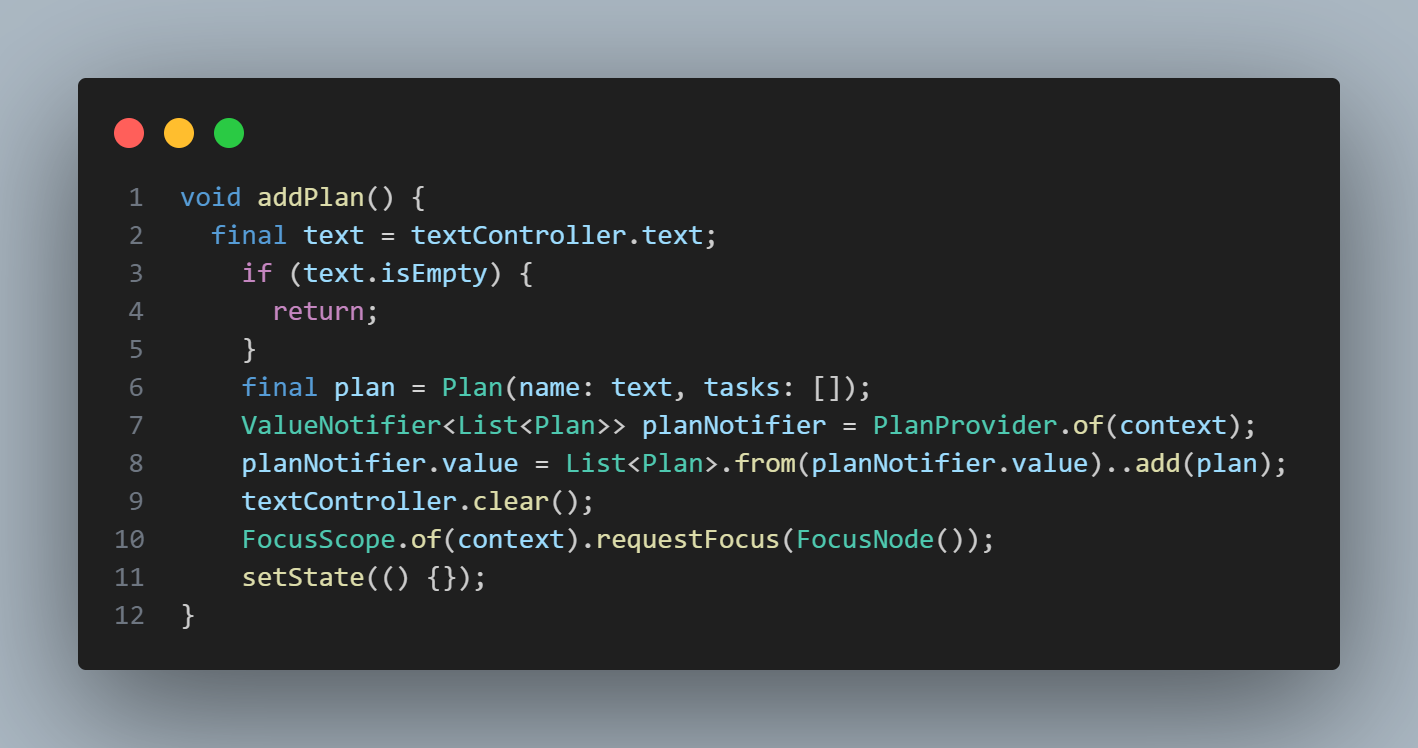 1 void addPlan() {
2   final text = textController.text;
3     if (text.isEmpty) {
4       return;
5     }
6     final plan = Plan(name: text, tasks: []);
7     ValueNotifier<List<Plan>> planNotifier = PlanProvider.of(context);
8     planNotifier.value = List<Plan>.from(planNotifier.value)..add(plan);
9     textController.clear();
10     FocusScope.of(context).requestFocus(FocusNode());
11     setState(() {});
12 }